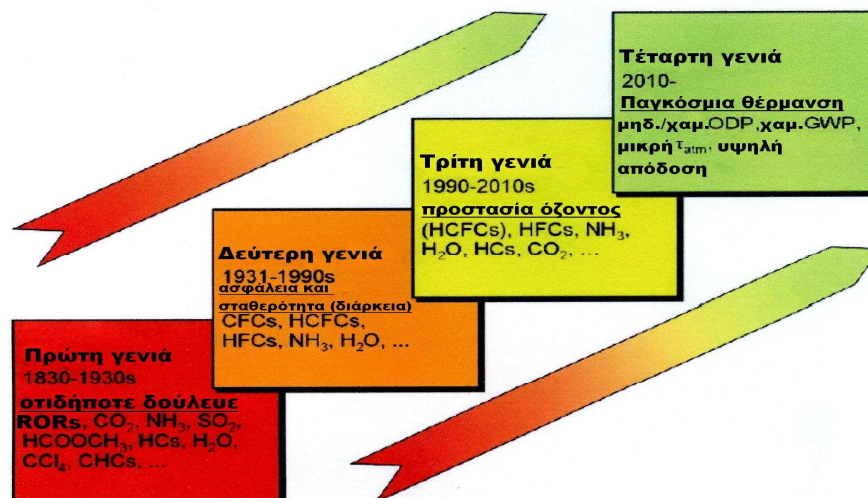 Πρώτη γενιά
1830-1930s
οτιδήποτε δούλευε
RORs, CO₂, NH₃, SO₂,
HCOOCH₃, HCs, H₂O,
CCl₄, CHCs, ...
Δεύτερη γενιά
1931-1990s
ασφάλεια και
σταθερότητα (διάρκεια)
CFCs, HCFCs,
HFCs, NH₃, H₂O, ...
Τρίτη γενιά
1990-2010s
προστασία όζοντος
(HCFCs), HFCs, NH₃,
H₂O, HCs, CO₂, ...
Τέταρτη γενιά
2010-
Παγκόσμια θέρμανση
μηδ./χαμ.ODP,χαμ.GWP,
μικρή τatm, υψηλή
απόδοση